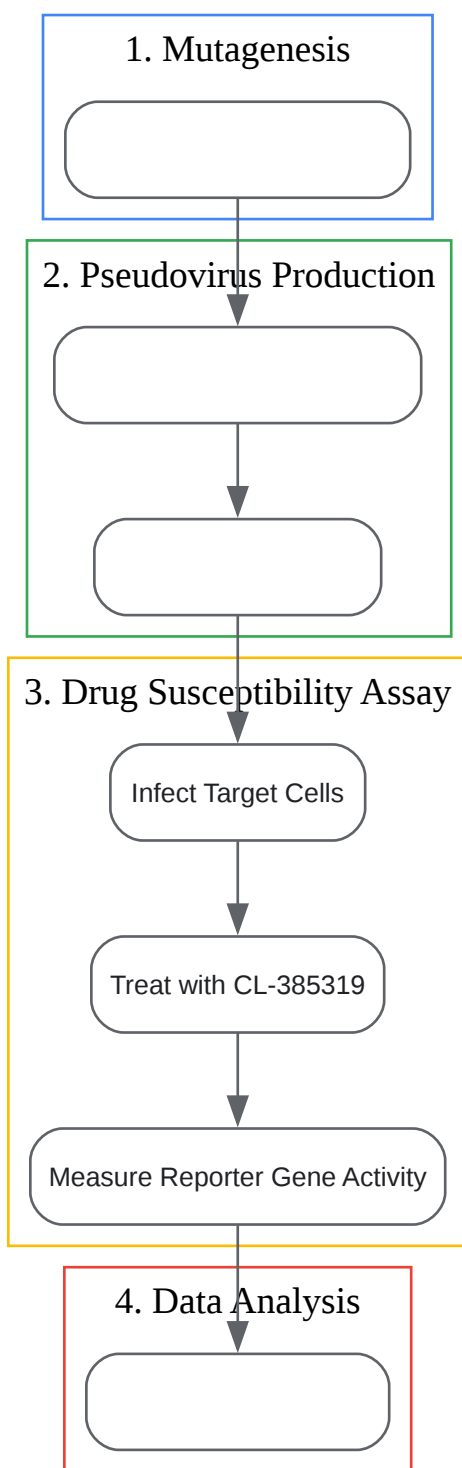 1. Mutagenesis
2. Pseudovirus Production
3. Drug Susceptibility Assay
Infect Target Cells
Treat with CL-385319
Measure Reporter Gene Activity
4. Data Analysis